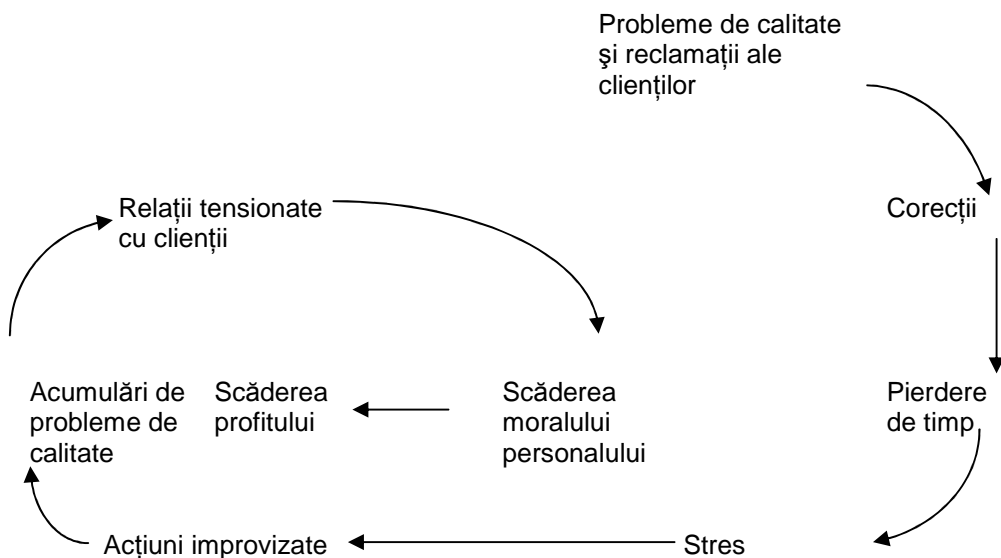 Probleme de calitate
şi reclamații ale
clienților
Relații tensionate
cu clienții
Corecții
Acumulări de
probleme de
calitate
Scăderea
profitului
Scăderea
moralului
personalului
Pierdere
de timp
Acțiuni improvizate
Stres